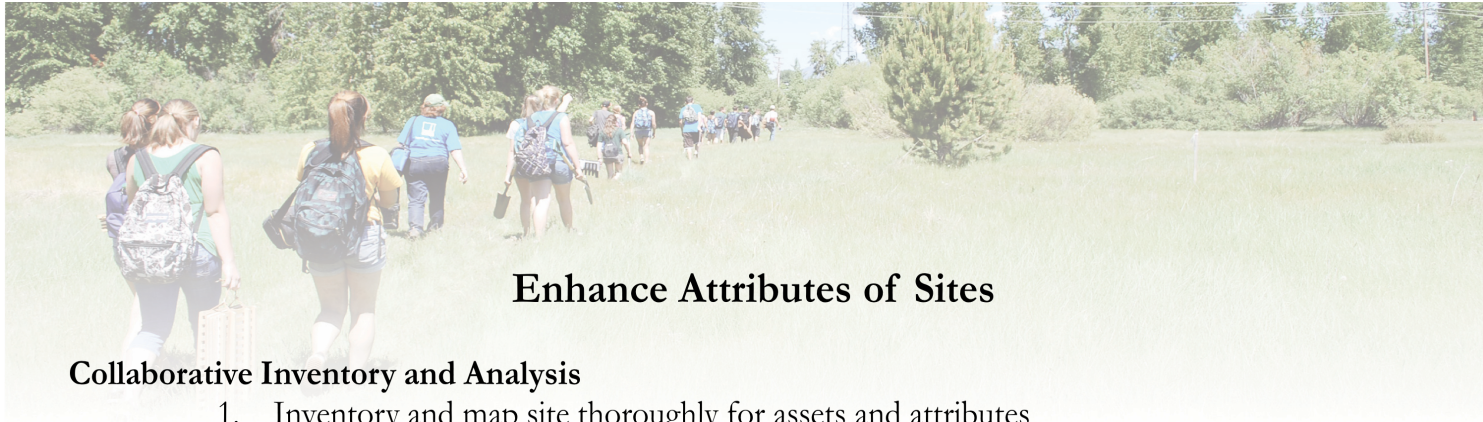 Enhance Attributes of Sites
Collaborative Inventory and Analysis
1. Inventory and map site thoroughly for assets and attributes